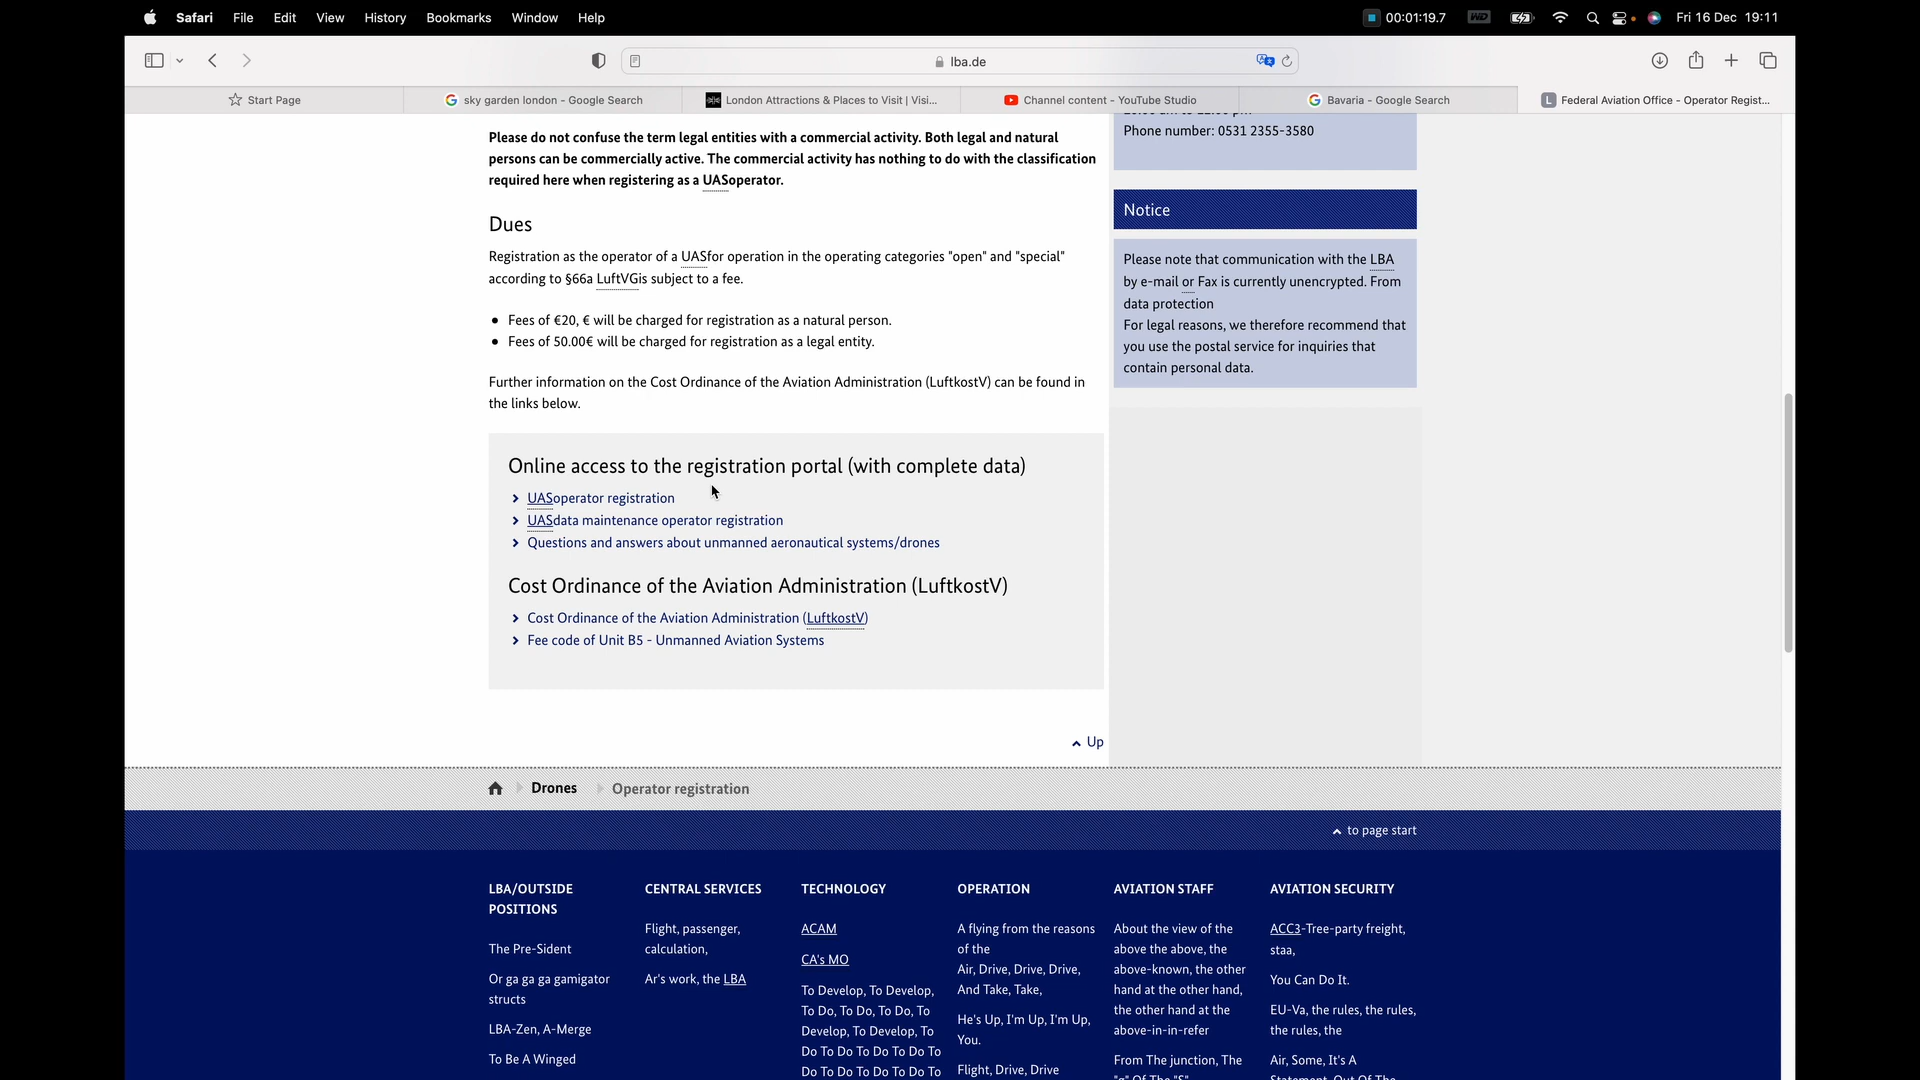 Safari File Edit View History Bookmarks Window Help 00:01:19.7 Fri 16 Dec 19:11
lba.de
Start Page
sky garden london - Google Search
London Attractions & Places to Visit | Visi...
Channel content - YouTube Studio
Bavaria - Google Search
L Federal Aviation Office - Operator Regist...
Please do not confuse the term legal entities with a commercial activity. Both legal and natural
persons can be commercially active. The commercial activity has nothing to do with the classification
required here when registering as a UASoperator.
Dues
Registration as the operator of a UASfor operation in the operating categories "open" and "special"
according to §66a LuftVGis subject to a fee.
Fees of €20, € will be charged for registration as a natural person.
Fees of 50.00€ will be charged for registration as a legal entity.
Further information on the Cost Ordinance of the Aviation Administration (LuftkostV) can be found in
the links below.
Online access to the registration portal (with complete data)
UASoperator registration
UASdata maintenance operator registration
Questions and answers about unmanned aeronautical systems/drones
Cost Ordinance of the Aviation Administration (LuftkostV)
Cost Ordinance of the Aviation Administration (LuftkostV)
Fee code of Unit B5 - Unmanned Aviation Systems
Up
Phone number: 0531 2355-3580
Notice
Please note that communication with the LBA
by e-mail or Fax is currently unencrypted. From
data protection
For legal reasons, we therefore recommend that
you use the postal service for inquiries that
contain personal data.
Drones Operator registration
to page start
LBA/OUTSIDE
POSITIONS
The Pre-Sident
Or ga ga ga gamigator
structs
LBA-Zen, A-Merge
To Be A Winged
CENTRAL SERVICES
Flight, passenger,
calculation,
Ar's work, the LBA
TECHNOLOGY
ACAM
CA's MO
To Develop, To Develop,
To Do, To Do, To Do, To
Develop, To Develop, To
Do To Do To Do To Do To
Do To Do To Do To Do To
OPERATION
A flying from the reasons
of the
Air, Drive, Drive, Drive,
And Take, Take,
He's Up, I'm Up, I'm Up,
You.
Flight, Drive, Drive
AVIATION STAFF
About the view of the
above the above, the
above-known, the other
hand at the other hand,
the other hand at the
above-in-in-refer
From The junction, The
AVIATION SECURITY
ACC3-Tree-party freight,
staa,
You Can Do It.
EU-Va, the rules, the rules,
the rules, the
Air, Some, It's A